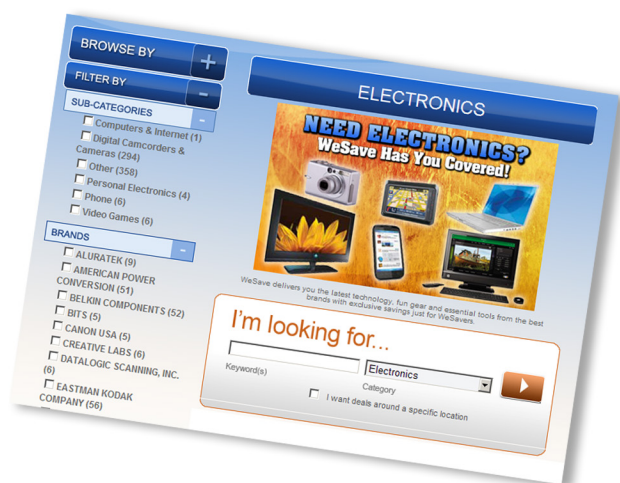 BROWSE BY
+
FILTER BY
-
SUB-CATEGORIES
-
Computers & Internet (1)
Digital Camcorders &
Cameras (294)
Other (358)
Personal Electronics (4)
Phone (6)
Video Games (6)
BRANDS
-
ALURATEK (9)
AMERICAN POWER
CONVERSION (51)
BELKIN COMPONENTS (52)
BITS (5)
CANON USA (5)
CREATIVE LABS (6)
DATALOGIC SCANNING, INC.
(6)
EASTMAN KODAK
COMPANY (56)
ELECTRONICS
NEED ELECTRONICS?
WeSave Has You Covered!
WeSave delivers you the latest technology, fun gear and essential tools from the best
brands with exclusive savings just for WeSavers.
I'm looking for...
Electronics
Keyword(s)
Category
I want deals around a specific location